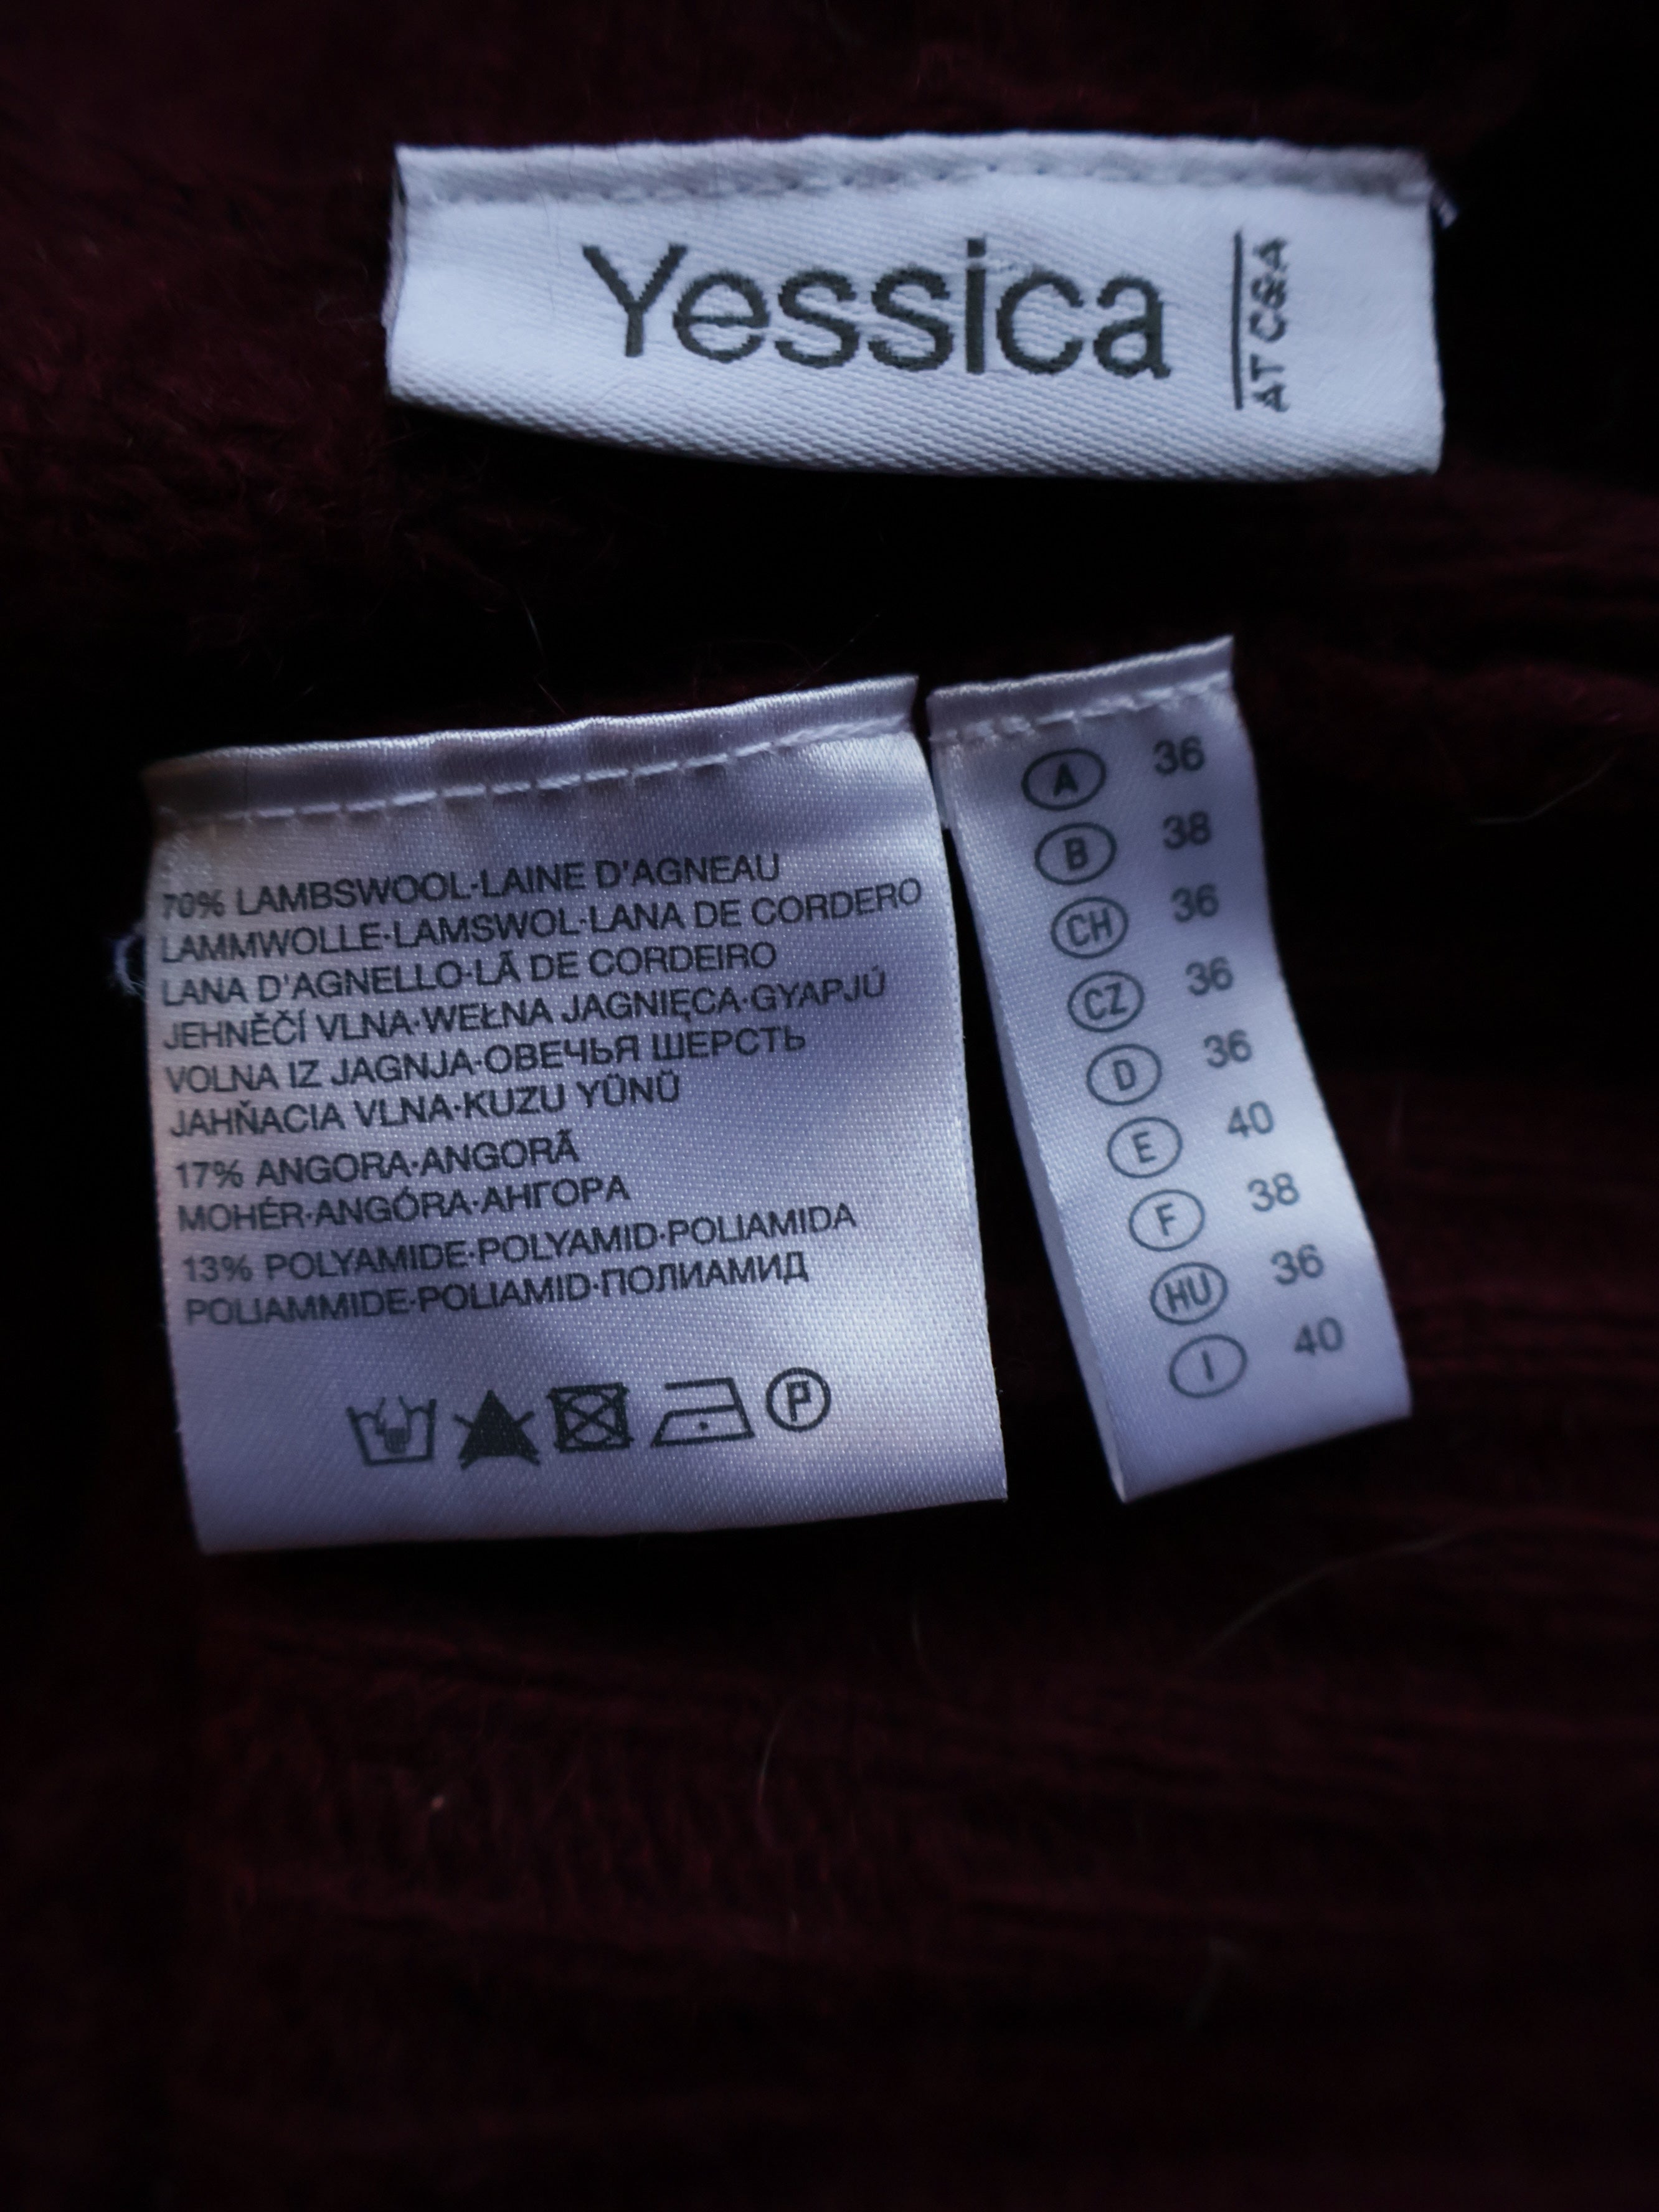 Yessica
AT C&A
70% LAMBSWOOL·LAINE D'AGNEAU
LAMMWOLLE·LAMSWOL·LANA DE CORDERO
LANA D'AGNELLO·LÃ DE CORDEIRO
JEHNĚČÍ VLNA·WEŁNA JAGNIĘCA·GYAPJÚ
VOLNA IZ JAGNJA·ОВЕЧЬЯ ШЕРСТЬ
JAHŇACIA VLNA·KUZU YÜNÜ
17% ANGORA·ANGORÃ
MOHÉR·ANGÓRA·АНГОРА
13% POLYAMIDE·POLYAMID·POLIAMIDA
POLIAMMIDE·POLIAMID·ПОЛИАМИД
P
A 36
B 38
CH 36
CZ 36
D 36
E 40
F 38
HU 36
I 40